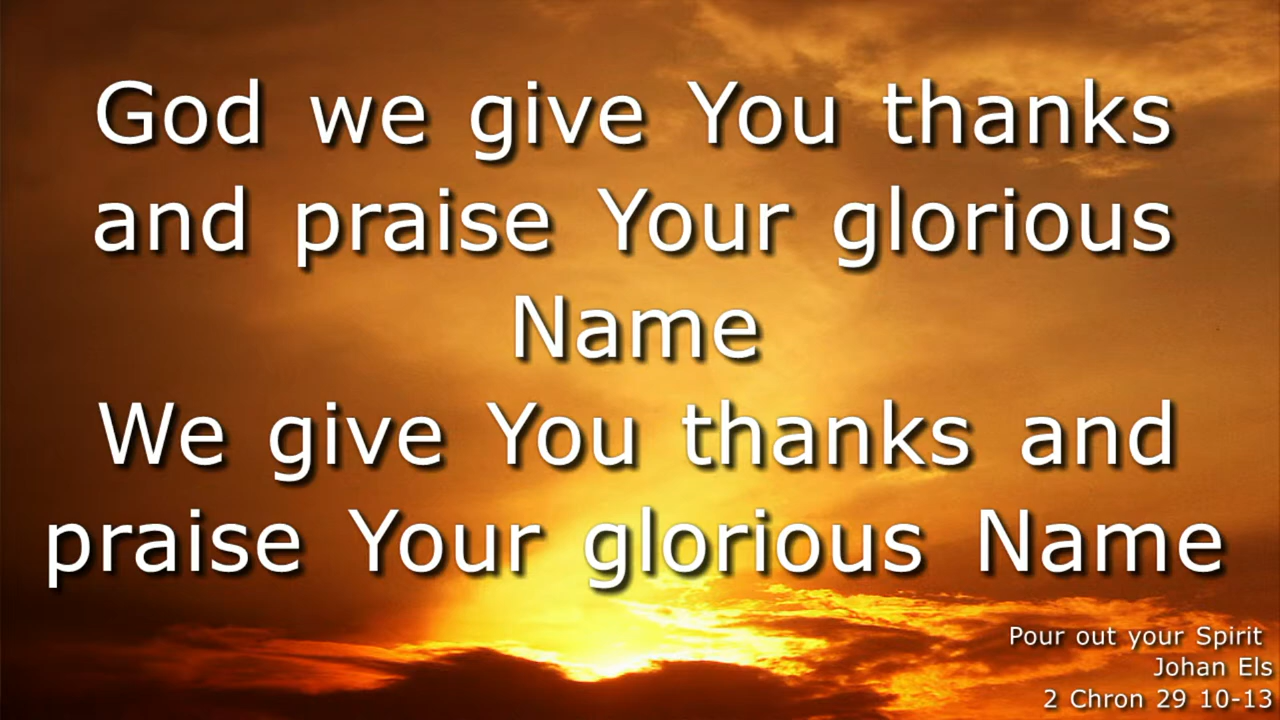 God we give You thanks
and praise Your glorious
Name
We give You thanks and
praise Your glorious Name
Pour out your Spirit
Johan Els
2 Chron 29 10-13